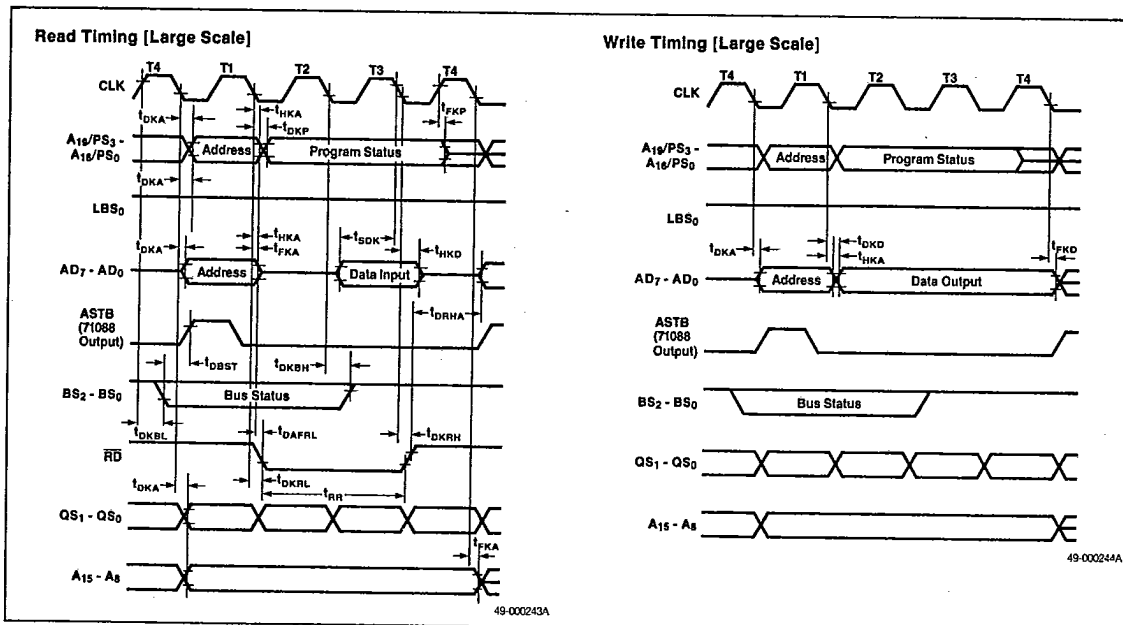 Read Timing [Large Scale]
T4 T1 T2 T3 T4
CLK
tDKA
tHKA
tDKP
tFKP
A19/PS3 -
A16/PS0
Address
Program Status
tDKA
LBS0
tDKA
tHKA
tFKA
tSDK
tHKD
AD7 - AD0
Address
Data Input
tDRHA
ASTB
(71088
Output)
tDBST
tDKBH
BS2 - BS0
Bus Status
tDKBL
tDAFRL
tDKRH
RD
tDKA
tDKRL
tRR
QS1 - QS0
tFKA
A15 - A8
49-000243A
Write Timing [Large Scale]
T4 T1 T2 T3 T4
CLK
A19/PS3 -
A16/PS0
Address
Program Status
LBS0
tDKA
tDKD
tHKA
tFKD
AD7 - AD0
Address
Data Output
ASTB
(71088
Output)
BS2 - BS0
Bus Status
QS1 - QS0
A15 - A8
49-000244A